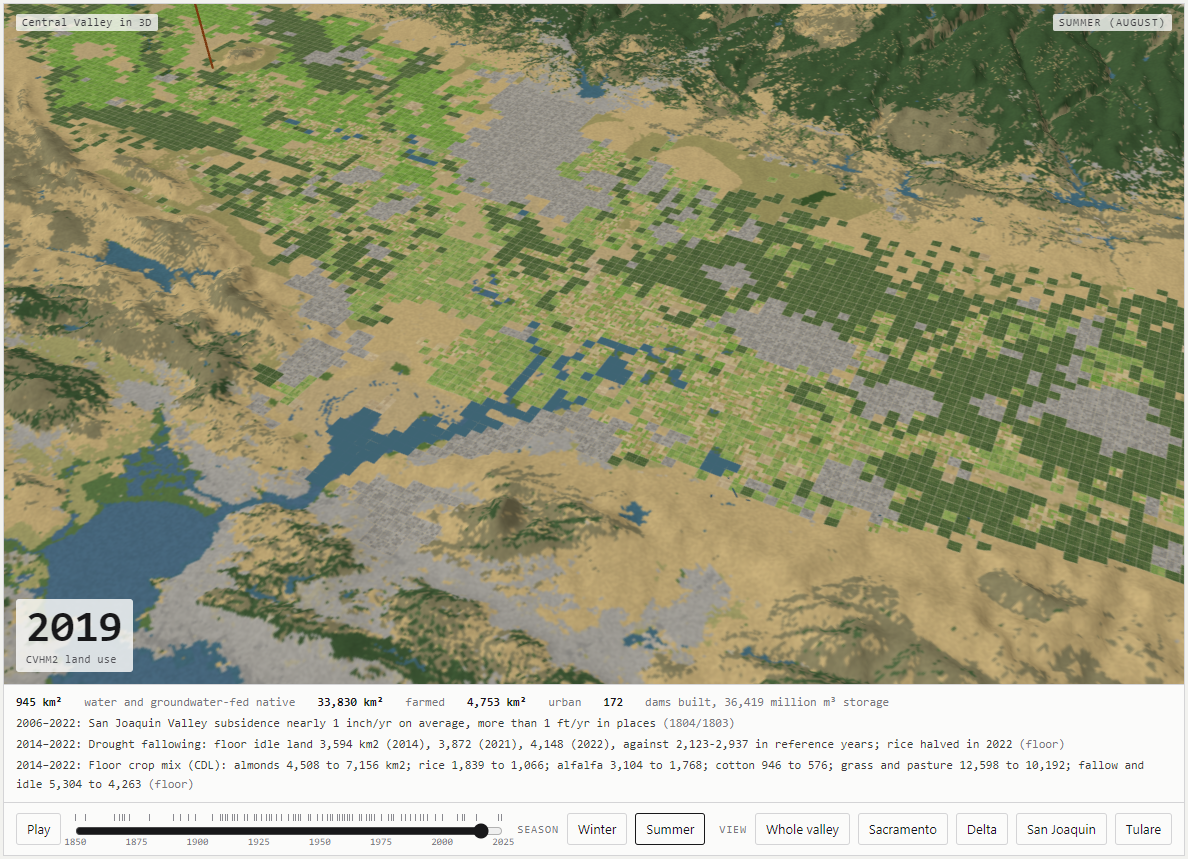 Central Valley in 3D
SUMMER (AUGUST)
2019
CVHM2 land use
945 km² water and groundwater-fed native 33,830 km² farmed 4,753 km² urban 172 dams built, 36,419 million m³ storage
2006–2022: San Joaquin Valley subsidence nearly 1 inch/yr on average, more than 1 ft/yr in places (1804/1803)
2014–2022: Drought fallowing: floor idle land 3,594 km2 (2014), 3,872 (2021), 4,148 (2022), against 2,123-2,937 in reference years; rice halved in 2022 (floor)
2014–2022: Floor crop mix (CDL): almonds 4,508 to 7,156 km2; rice 1,839 to 1,066; alfalfa 3,104 to 1,768; cotton 946 to 576; grass and pasture 12,598 to 10,192; fallow and
idle 5,304 to 4,263 (floor)
Play
1850 1875 1900 1925 1950 1975 2000 2025
SEASON Winter Summer VIEW Whole valley Sacramento Delta San Joaquin Tulare